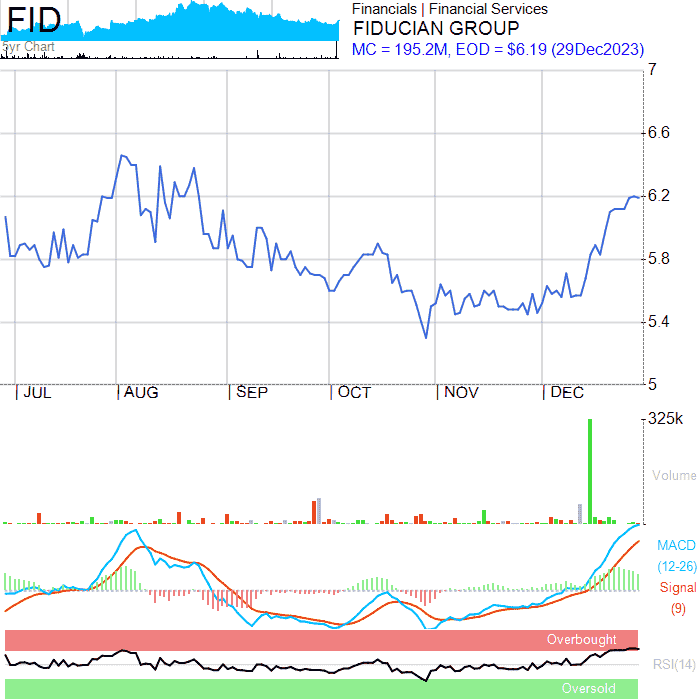 FID
5yr Chart
Financials | Financial Services
FIDUCIAN GROUP
MC = 195.2M, EOD = $6.19 (29Dec2023)
7
6.6
6.2
5.8
5.4
5
JUL AUG SEP OCT NOV DEC
325k
Volume
MACD
(12-26)
Signal
(9)
Overbought
RSI(14)
Oversold